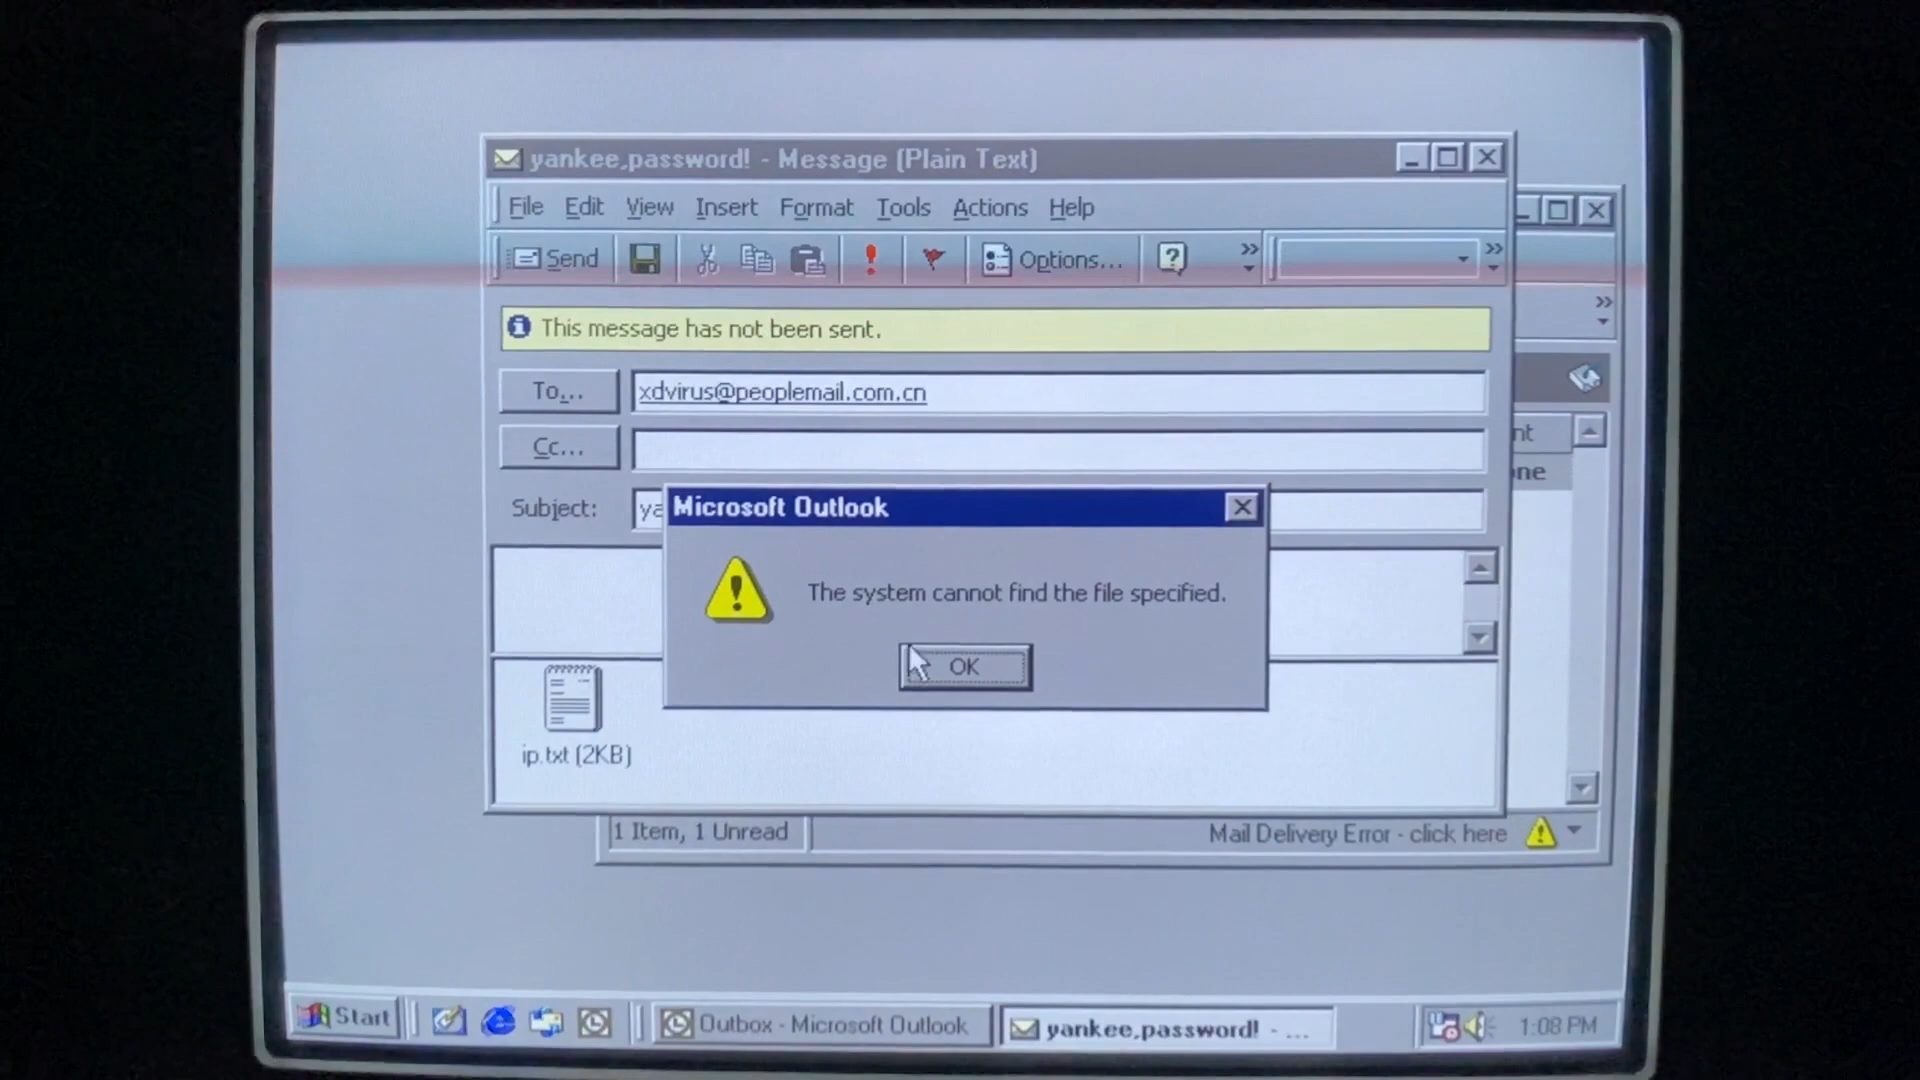 yankee,password! - Message (Plain Text)
File Edit View Insert Format Tools Actions Help
Send Options...
This message has not been sent.
To... xdvirus@peoplemail.com.cn
Cc...
nt
one
Subject: ya
Microsoft Outlook
The system cannot find the file specified.
OK
ip.txt (2KB)
1 Item, 1 Unread
Mail Delivery Error - click here
Start
Outbox - Microsoft Outlook
yankee,password! - ...
1:08 PM